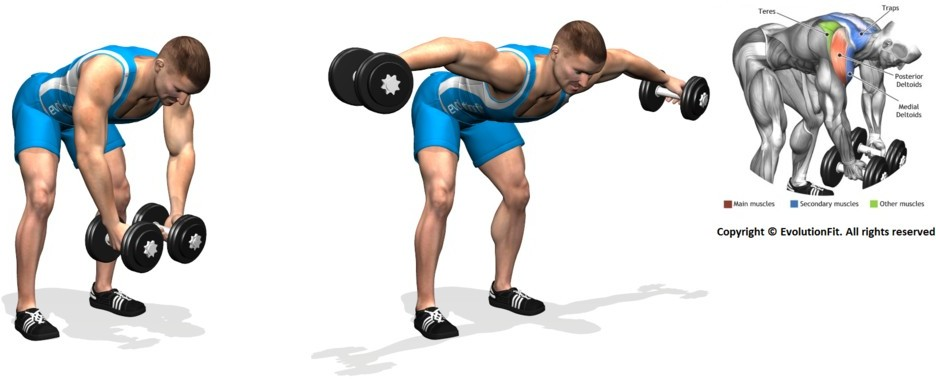 Teres
Traps
Posterior
Deltoids
Medial
Deltoids
Main muscles
Secondary muscles
Other muscles
Copyright © EvolutionFit. All rights reserved